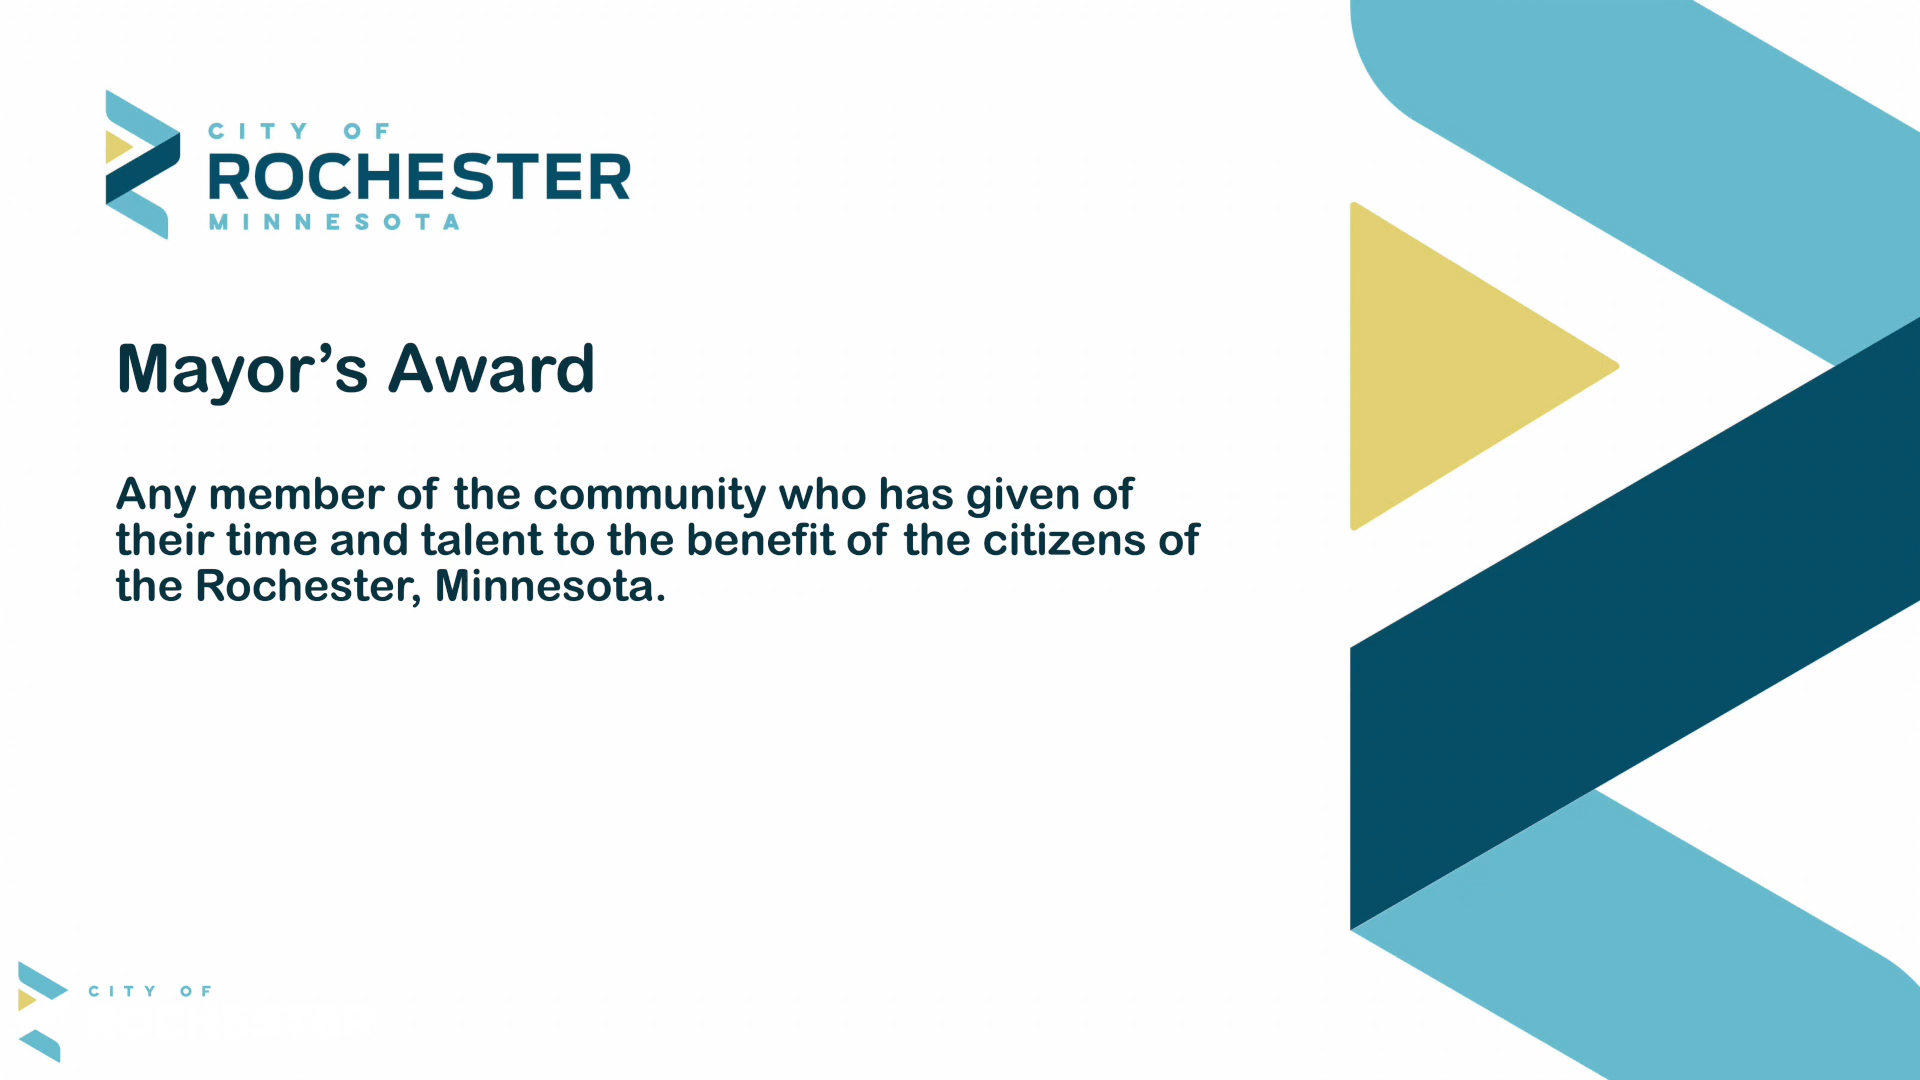 CITY OF
ROCHESTER
MINNESOTA
Mayor’s Award
Any member of the community who has given of
their time and talent to the benefit of the citizens of
the Rochester, Minnesota.
CITY OF